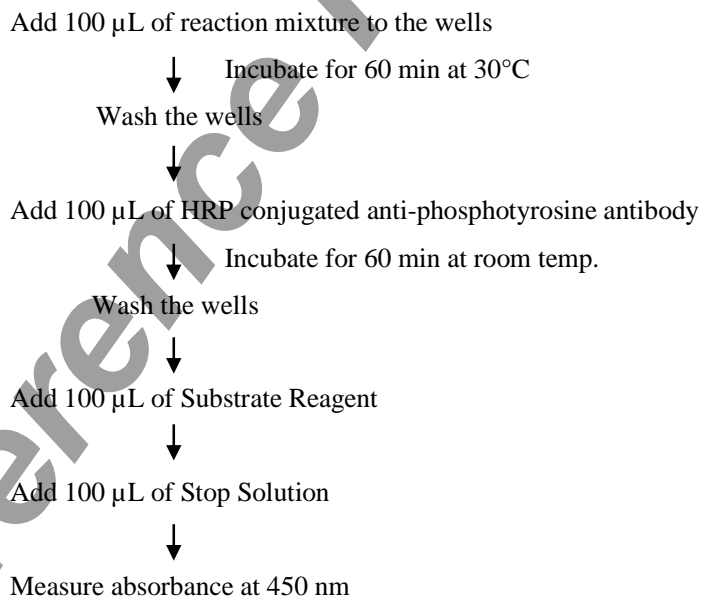 Add 100 µL of reaction mixture to the wells
Incubate for 60 min at 30°C
Wash the wells
Add 100 µL of HRP conjugated anti-phosphotyrosine antibody
Incubate for 60 min at room temp.
Wash the wells
Add 100 µL of Substrate Reagent
Add 100 µL of Stop Solution
Measure absorbance at 450 nm